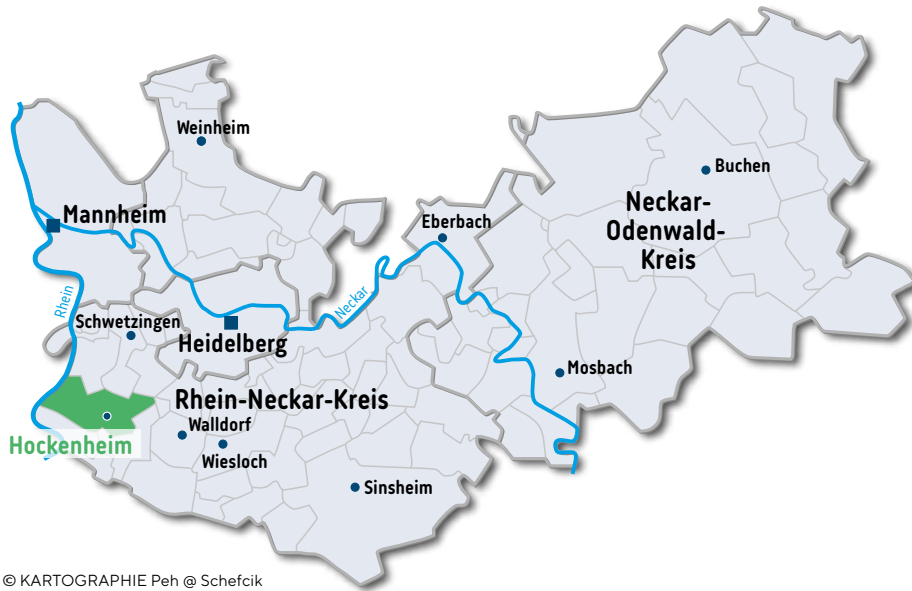 Weinheim
Buchen
Mannheim
Eberbach
Neckar-
Odenwald-
Kreis
Rhein
Neckar
Schwetzingen
Heidelberg
Mosbach
Rhein-Neckar-Kreis
Walldorf
Hockenheim
Wiesloch
Sinsheim
© KARTOGRAPHIE Peh @ Schefcik